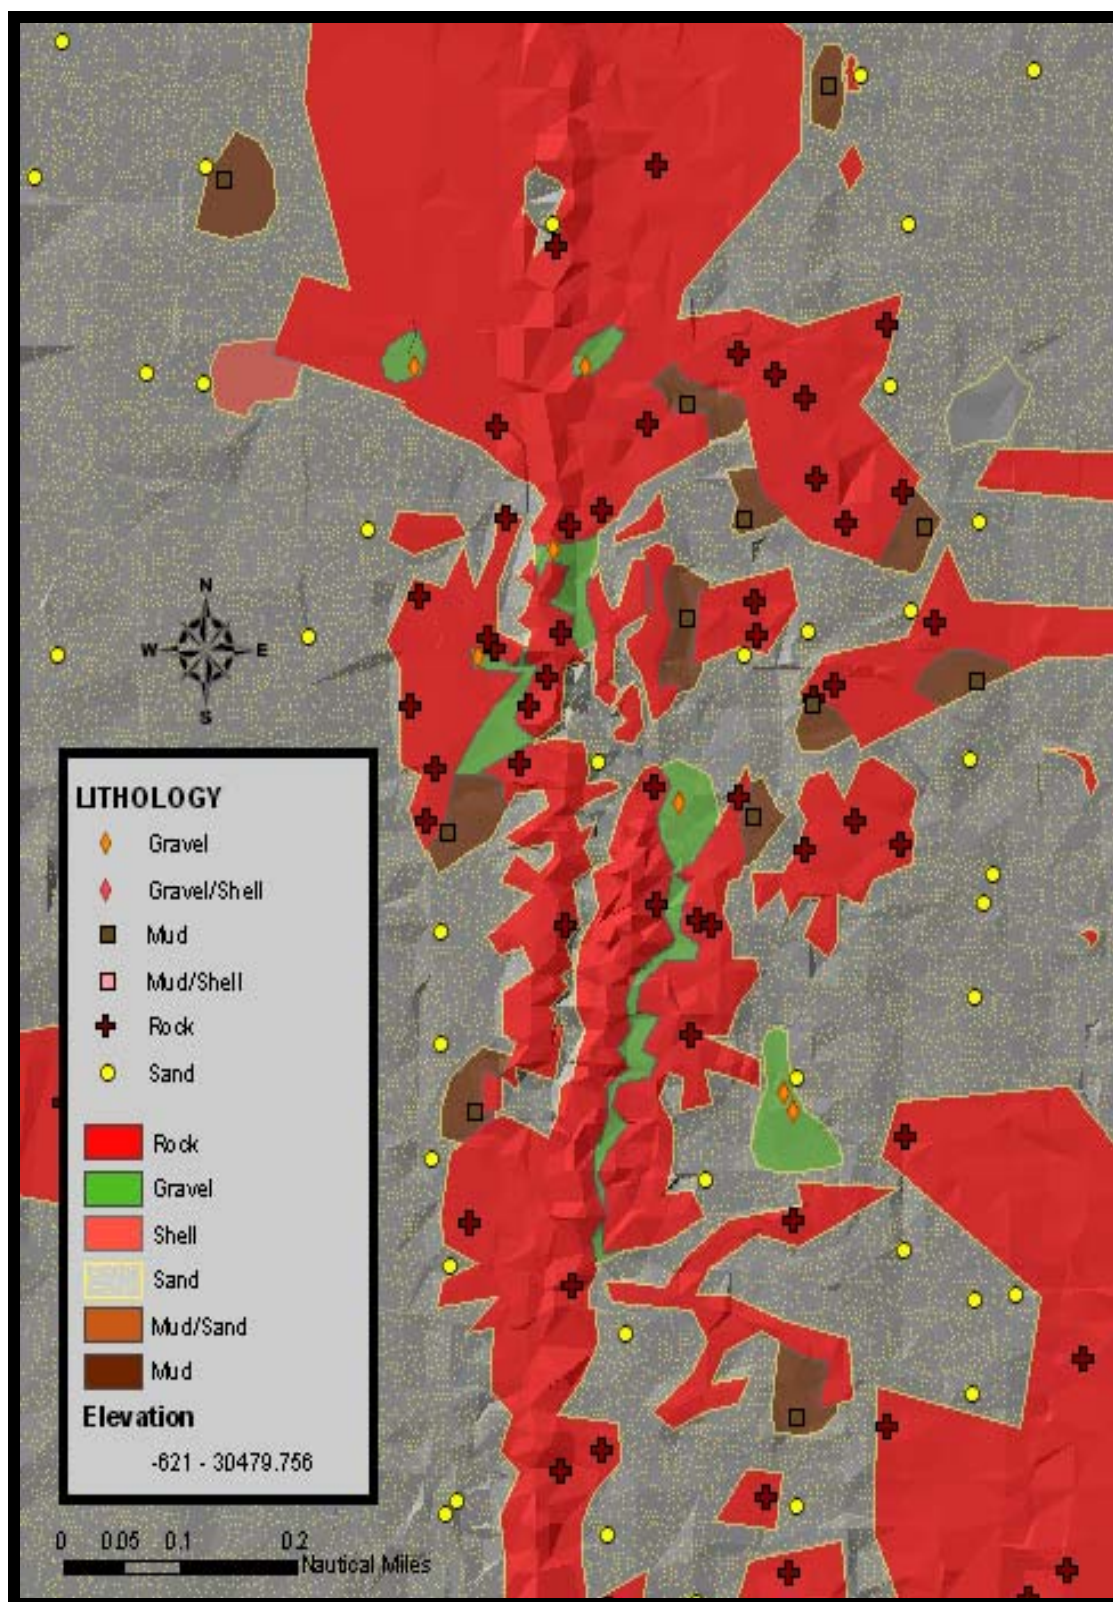 N
W E
S
LITHOLOGY
Gravel
Gravel/Shell
Mud
Mud/Shell
Rock
Sand
Rock
Gravel
Shell
Sand
Mud/Sand
Mud
Elevation
-621 - 30479.756
0 0.05 0.1 0.2
Nautical Miles